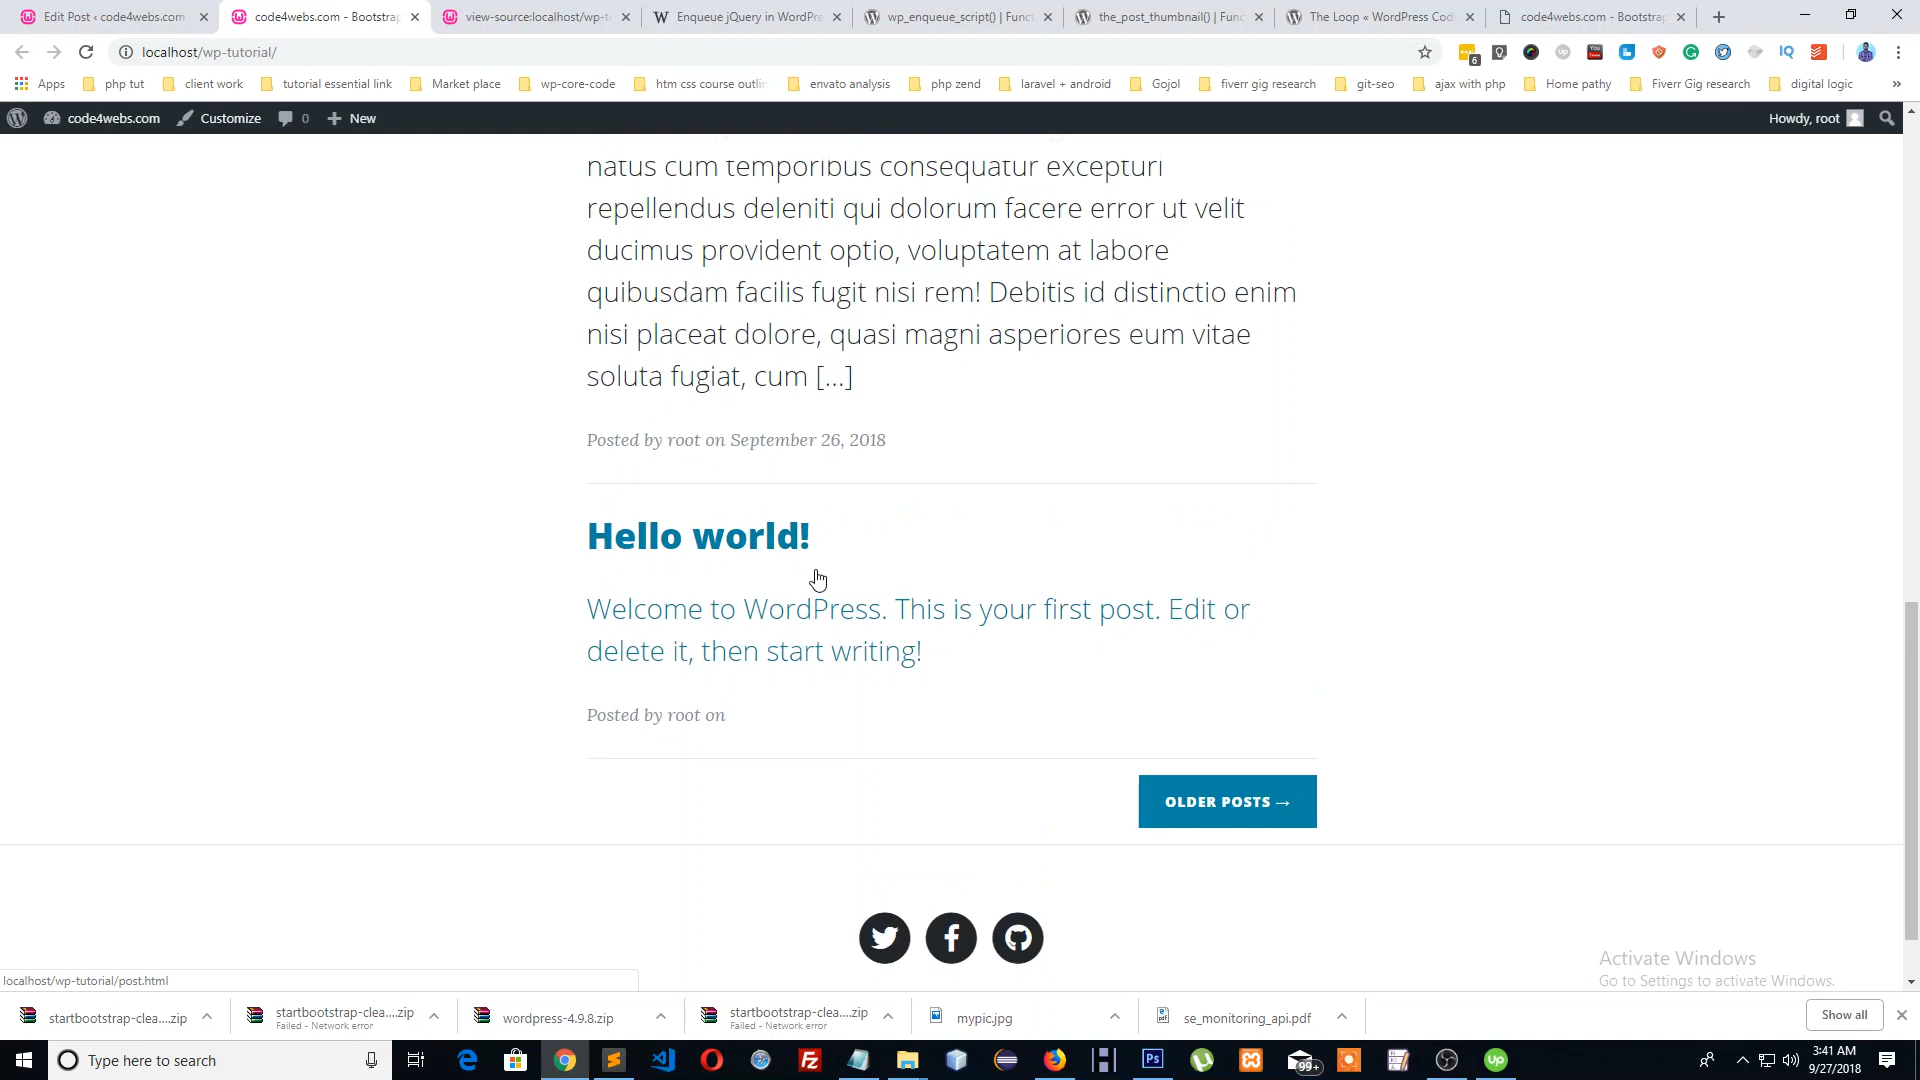 Edit Post ‹ code4webs.com
code4webs.com - Bootstrap
view-source:localhost/wp-t
Enqueue jQuery in WordPre
wp_enqueue_script() | Funct
the_post_thumbnail() | Func
The Loop « WordPress Cod
code4webs.com - Bootstrap
localhost/wp-tutorial/
6
You
Apps
php tut
client work
tutorial essential link
Market place
wp-core-code
htm css course outlin
envato analysis
php zend
laravel + android
Gojol
fiverr gig research
git-seo
ajax with php
Home pathy
Fiverr Gig research
digital logic
»
code4webs.com
Customize
0
New
Howdy, root
natus cum temporibus consequatur excepturi
repellendus deleniti qui dolorum facere error ut velit
ducimus provident optio, voluptatem at labore
quibusdam facilis fugit nisi rem! Debitis id distinctio enim
nisi placeat dolore, quasi magni asperiores eum vitae
soluta fugiat, cum […]
Posted by root on September 26, 2018
Hello world!
Welcome to WordPress. This is your first post. Edit or
delete it, then start writing!
Posted by root on
OLDER POSTS →
Activate Windows
Go to Settings to activate Windows.
localhost/wp-tutorial/post.html
startbootstrap-clea....zip
startbootstrap-clea....zip
Failed - Network error
wordpress-4.9.8.zip
startbootstrap-clea....zip
Failed - Network error
mypic.jpg
se_monitoring_api.pdf
Show all
Type here to search
99+
3:41 AM
9/27/2018